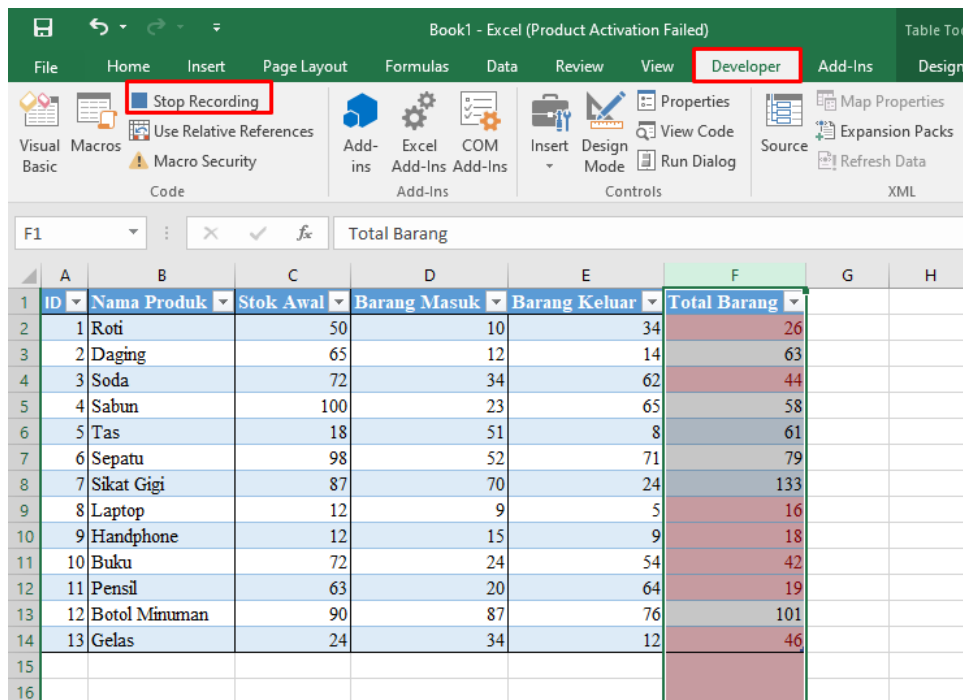 Book1 - Excel (Product Activation Failed) Table Too
File Home Insert Page Layout Formulas Data Review View Developer Add-Ins Design
Visual Basic
Macros
Stop Recording
Use Relative References
Macro Security
Code
Add-ins
Excel Add-Ins
COM Add-Ins
Add-Ins
Insert
Design Mode
Properties
View Code
Run Dialog
Controls
Source
Map Properties
Expansion Packs
Refresh Data
XML
F1 fx Total Barang
A B C D E F G H
1 ID Nama Produk Stok Awal Barang Masuk Barang Keluar Total Barang
2 1 Roti 50 10 34 26
3 2 Daging 65 12 14 63
4 3 Soda 72 34 62 44
5 4 Sabun 100 23 65 58
6 5 Tas 18 51 8 61
7 6 Sepatu 98 52 71 79
8 7 Sikat Gigi 87 70 24 133
9 8 Laptop 12 9 5 16
10 9 Handphone 12 15 9 18
11 10 Buku 72 24 54 42
12 11 Pensil 63 20 64 19
13 12 Botol Minuman 90 87 76 101
14 13 Gelas 24 34 12 46
15
16